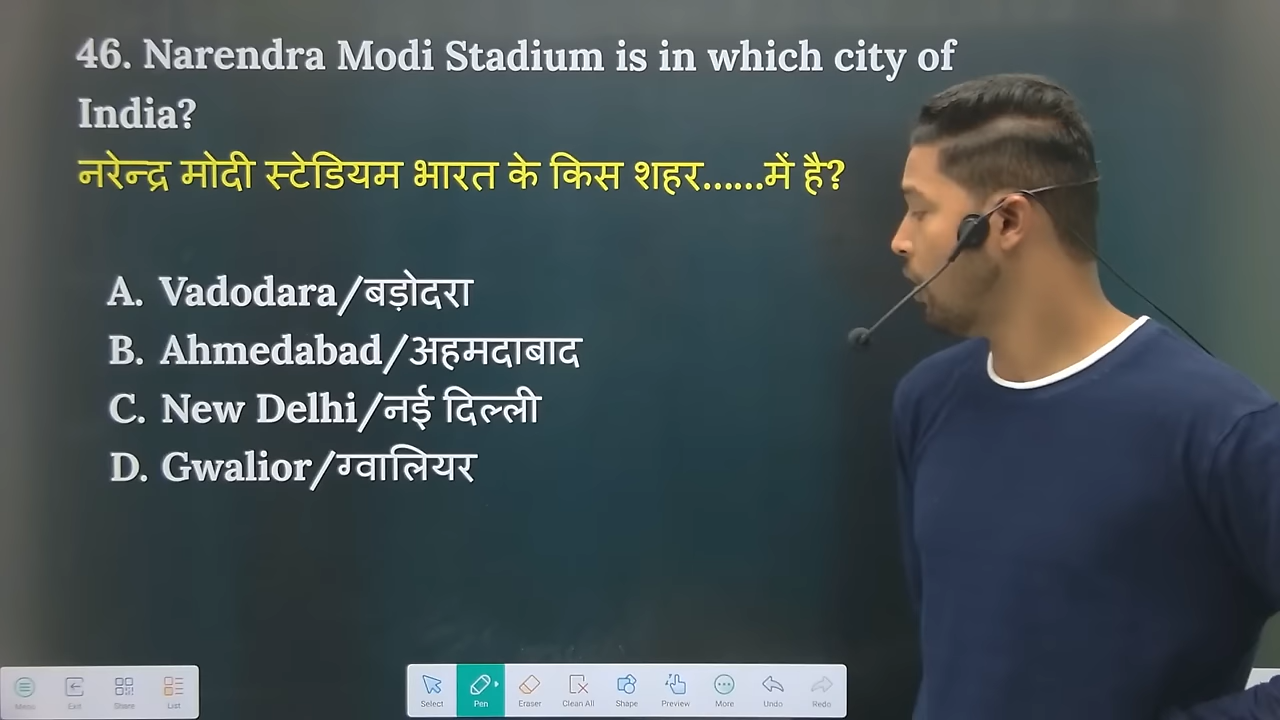 46. Narendra Modi Stadium is in which city of
India?
नरेन्द्र मोदी स्टेडियम भारत के किस शहर......में है?
A. Vadodara/बड़ोदरा
B. Ahmedabad/अहमदाबाद
C. New Delhi/नई दिल्ली
D. Gwalior/ग्वालियर
Menu Exit Share List Select Pen Eraser Clean All Shape Preview More Undo Redo